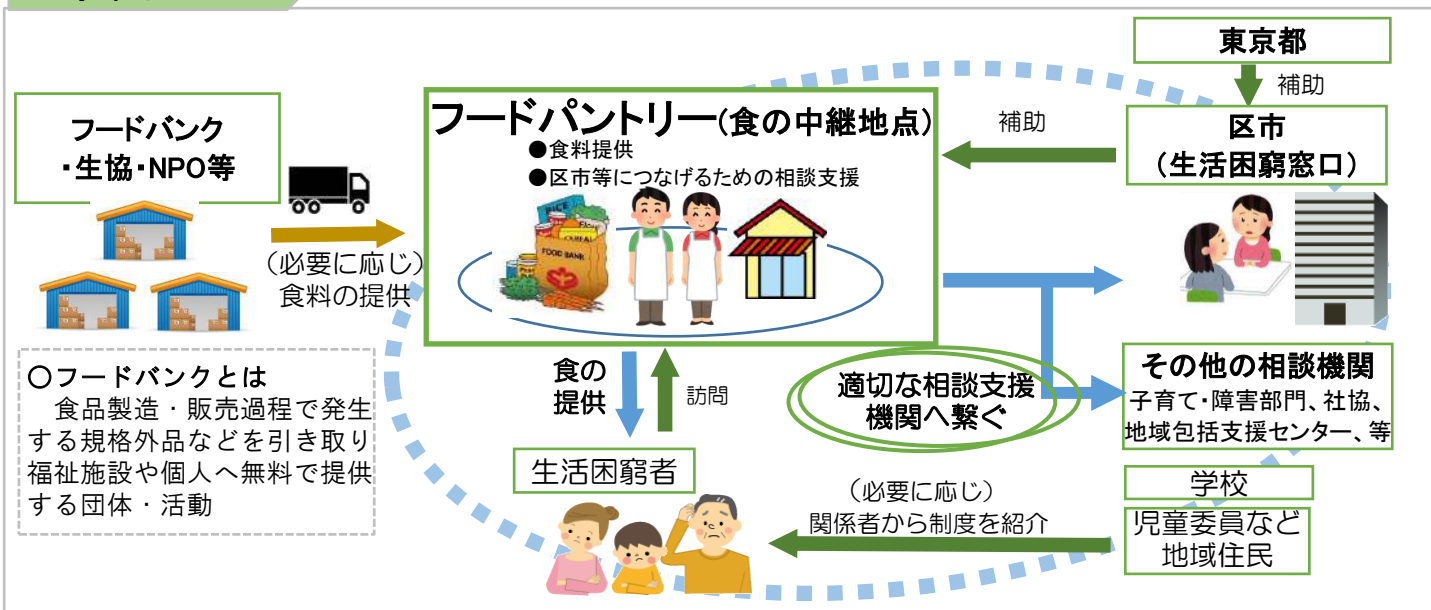 東京都
補助
フードバンク
・生協・NPO等
フードパントリー(食の中継地点)
●食料提供
●区市等につなげるための相談支援
補助
区市
(生活困窮窓口)
RICE
CEREAL
FOOD BANK
(必要に応じ)
食料の提供
○フードバンクとは
食品製造・販売過程で発生
する規格外品などを引き取り
福祉施設や個人へ無料で提供
する団体・活動
食の
提供
訪問
適切な相談支援
機関へ繋ぐ
その他の相談機関
子育て・障害部門、社協、
地域包括支援センター、等
生活困窮者
(必要に応じ)
関係者から制度を紹介
学校
児童委員など
地域住民